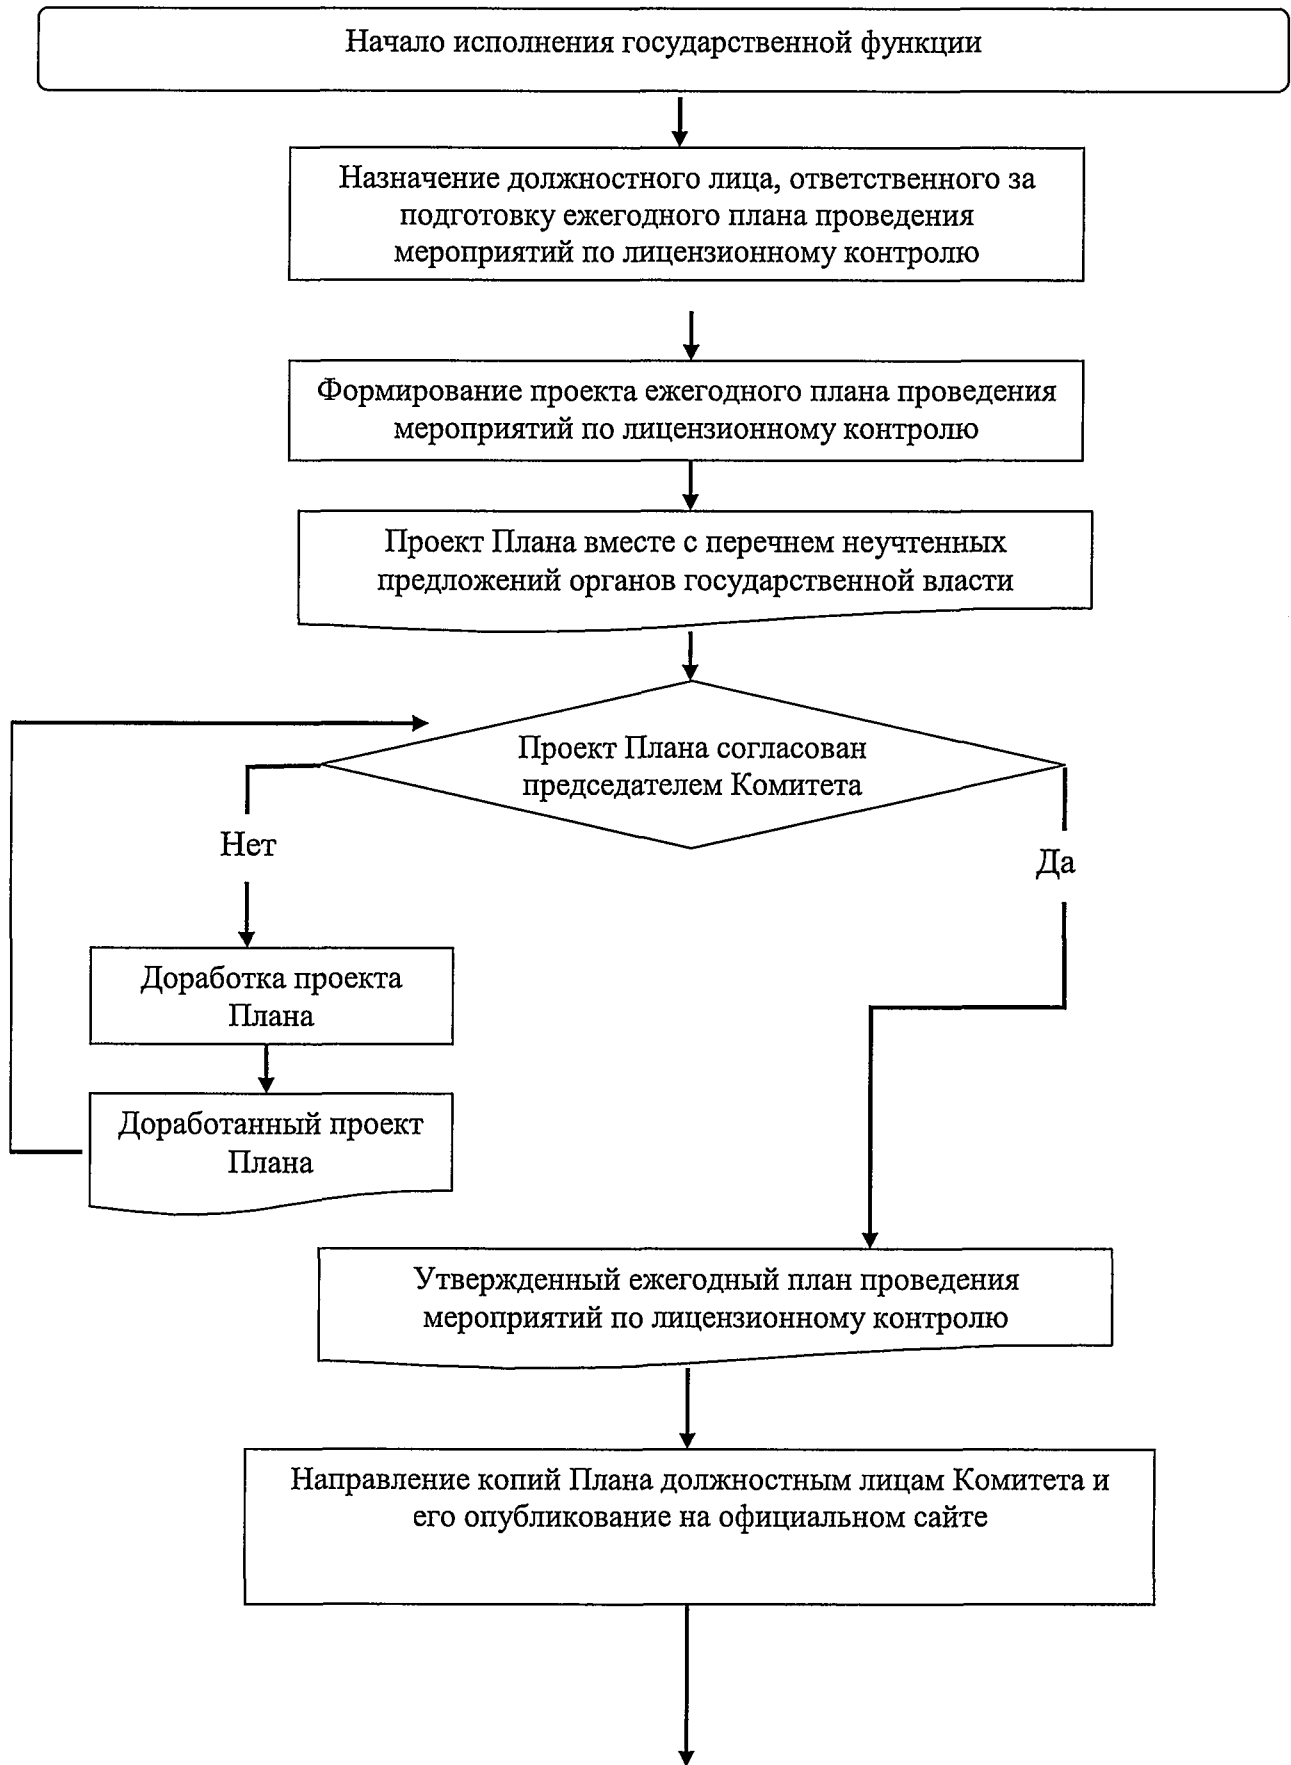 Начало исполнения государственной функции
Назначение должностного лица, ответственного за
подготовку ежегодного плана проведения
мероприятий по лицензионному контролю
Формирование проекта ежегодного плана проведения
мероприятий по лицензионному контролю
Проект Плана вместе с перечнем неучтенных
предложений органов государственной власти
Проект Плана согласован
председателем Комитета
Нет
Да
Доработка проекта
Плана
Доработанный проект
Плана
Утвержденный ежегодный план проведения
мероприятий по лицензионному контролю
Направление копий Плана должностным лицам Комитета и
его опубликование на официальном сайте